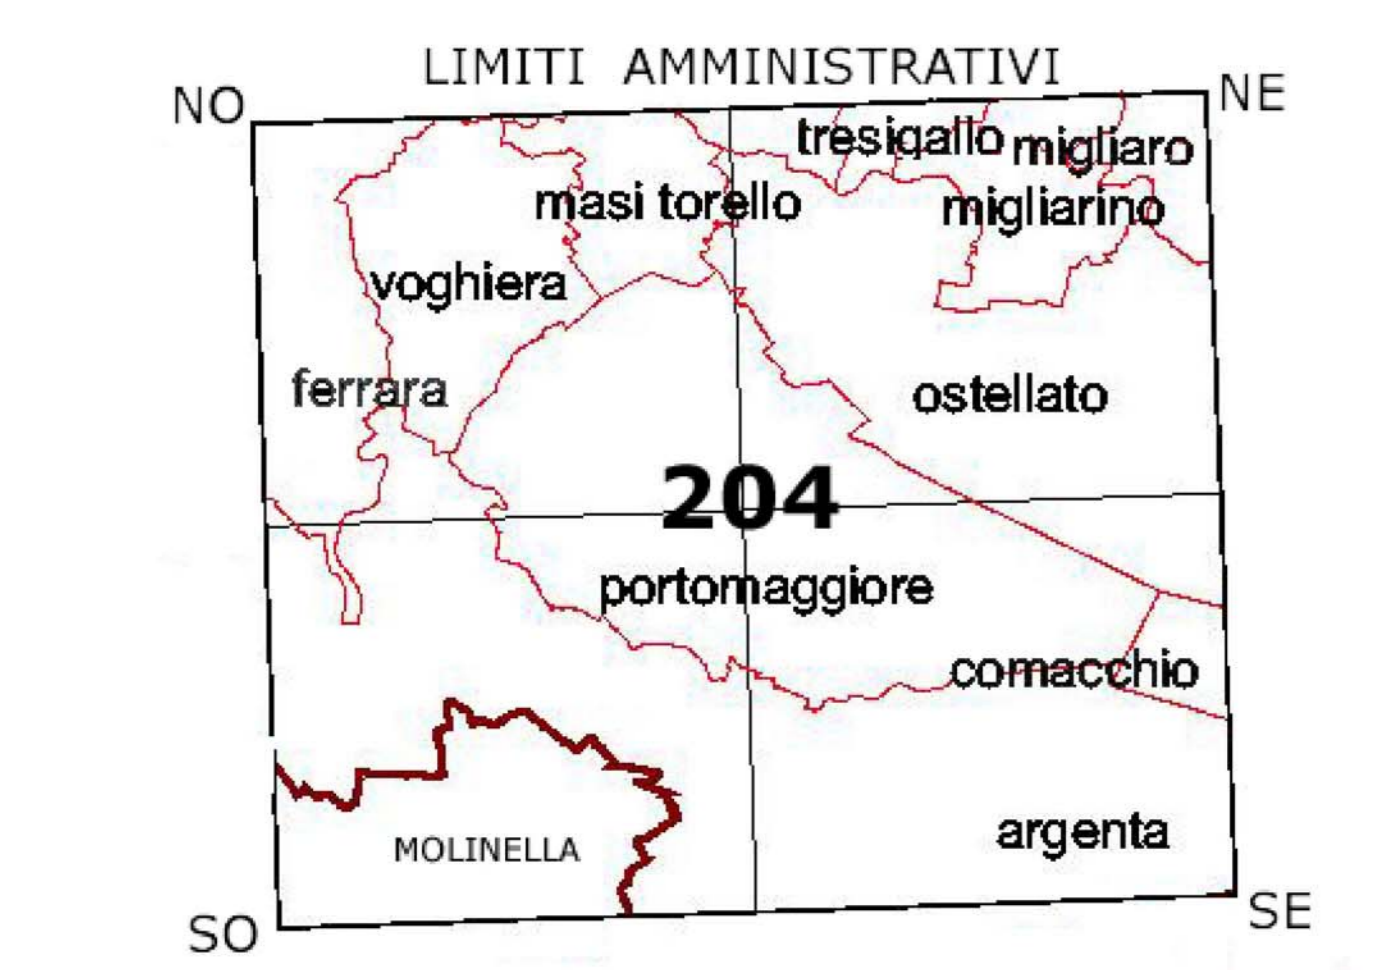 LIMITI AMMINISTRATIVI
NO
NE
tresigallo
migliaro
masi torello
migliarino
voghiera
ferrara
ostellato
204
portomaggiore
comacchio
argenta
MOLINELLA
SO
SE